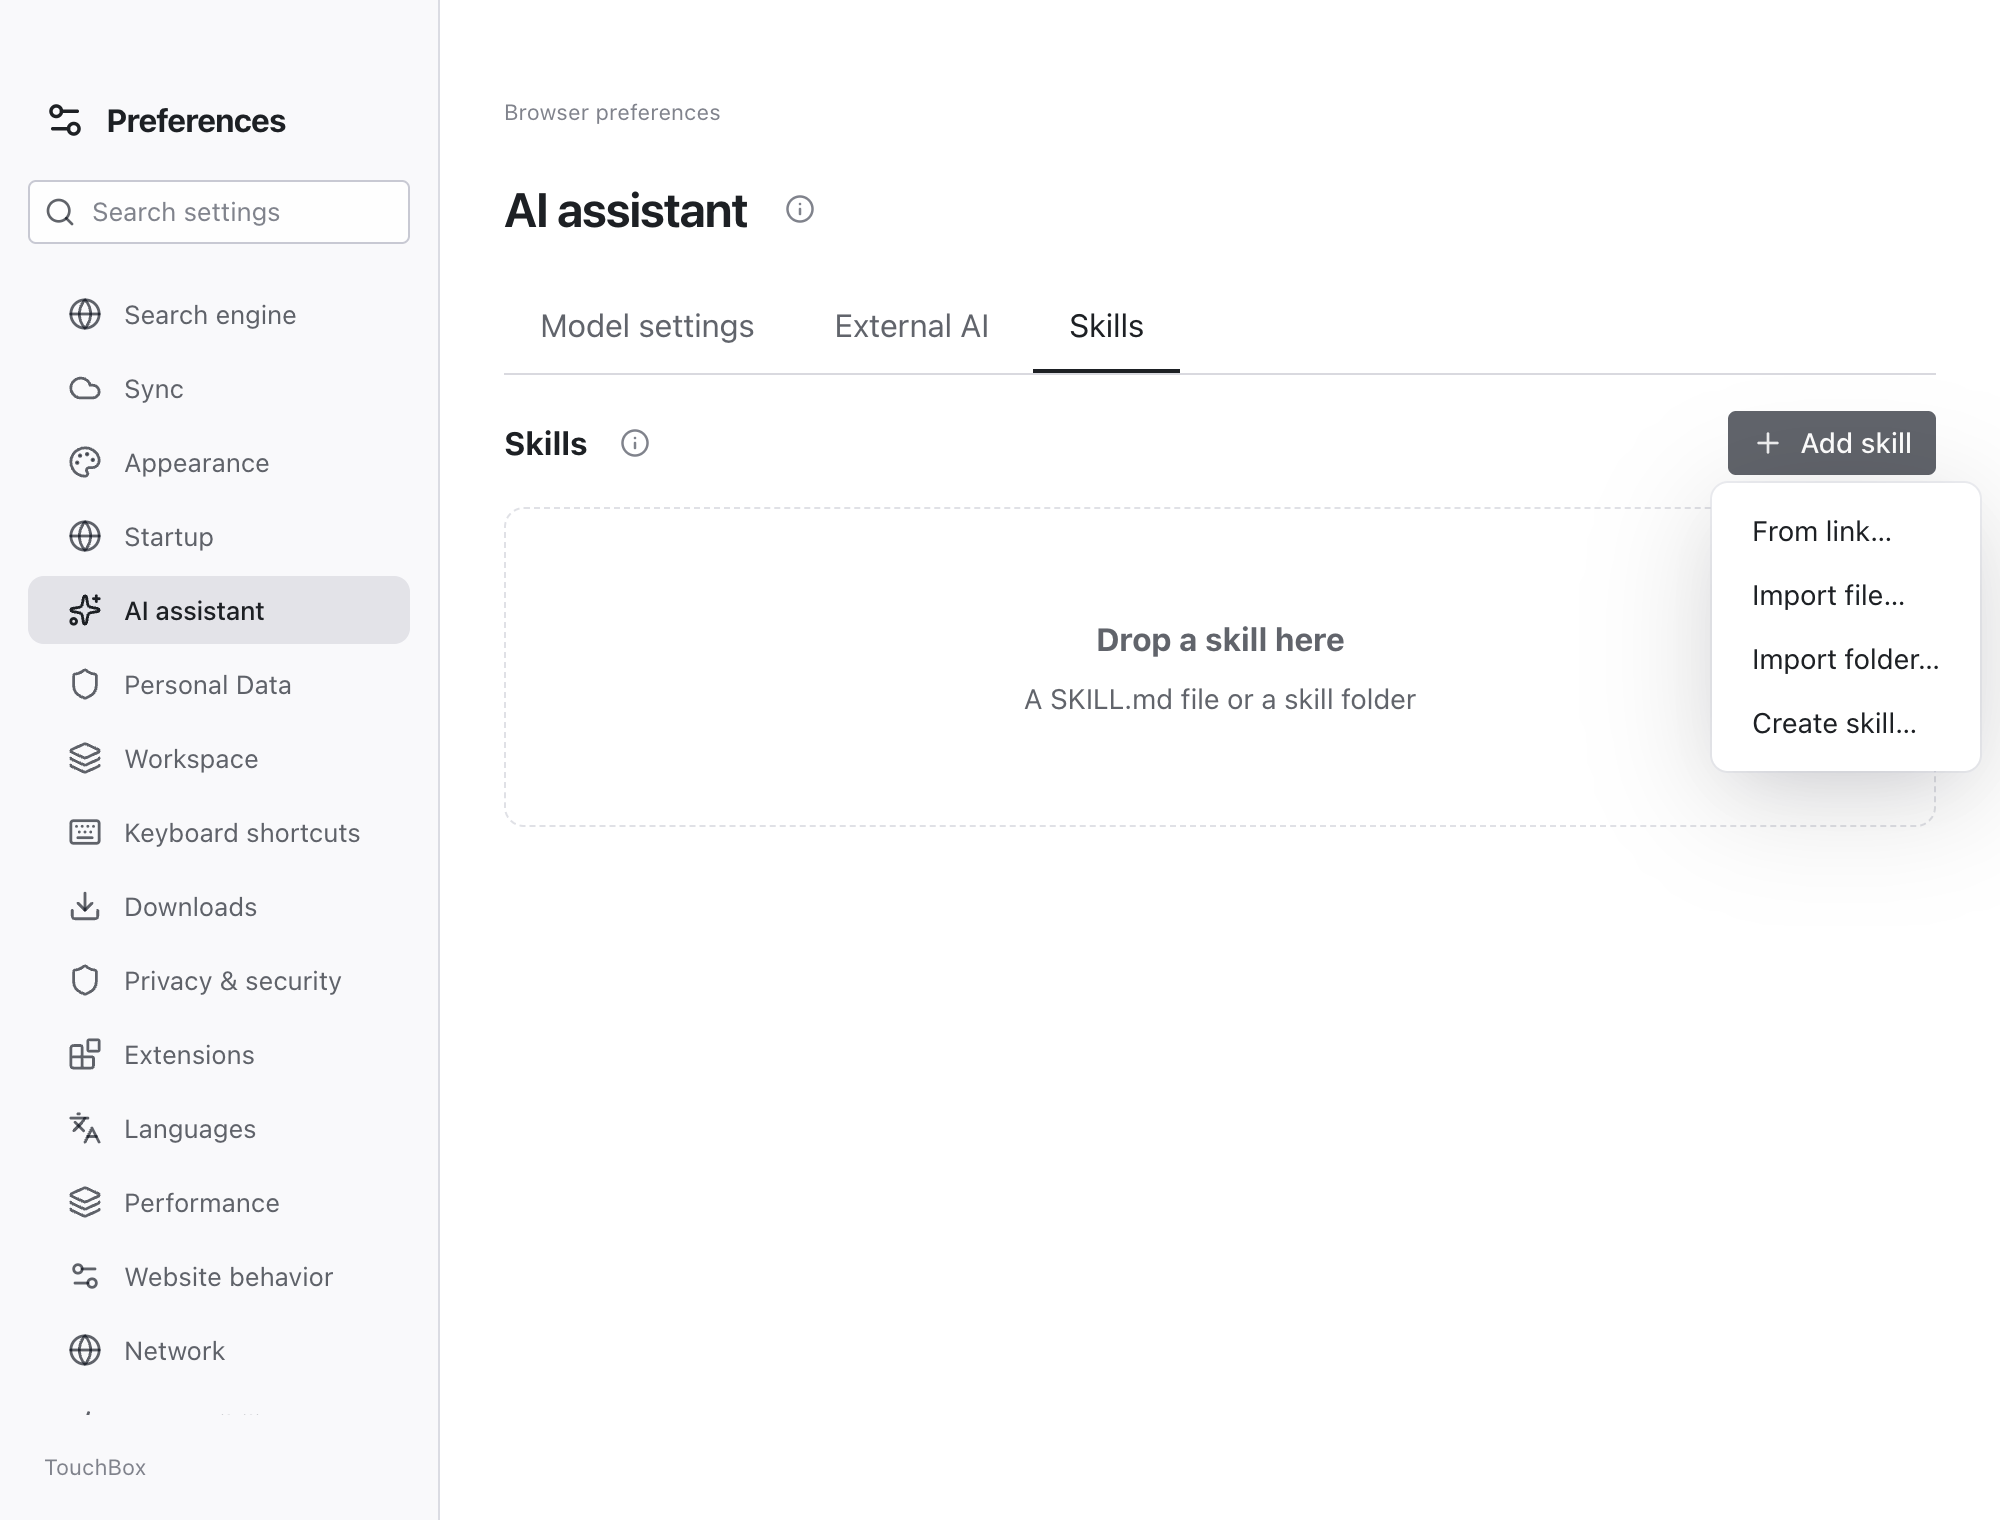 Preferences
Search settings
Search engine
Sync
Appearance
Startup
AI assistant
Personal Data
Workspace
Keyboard shortcuts
Downloads
Privacy & security
Extensions
Languages
Performance
Website behavior
Network
TouchBox
Browser preferences
AI assistant
Model settings
External AI
Skills
Skills
Add skill
From link...
Import file...
Import folder...
Create skill...
Drop a skill here
A SKILL.md file or a skill folder